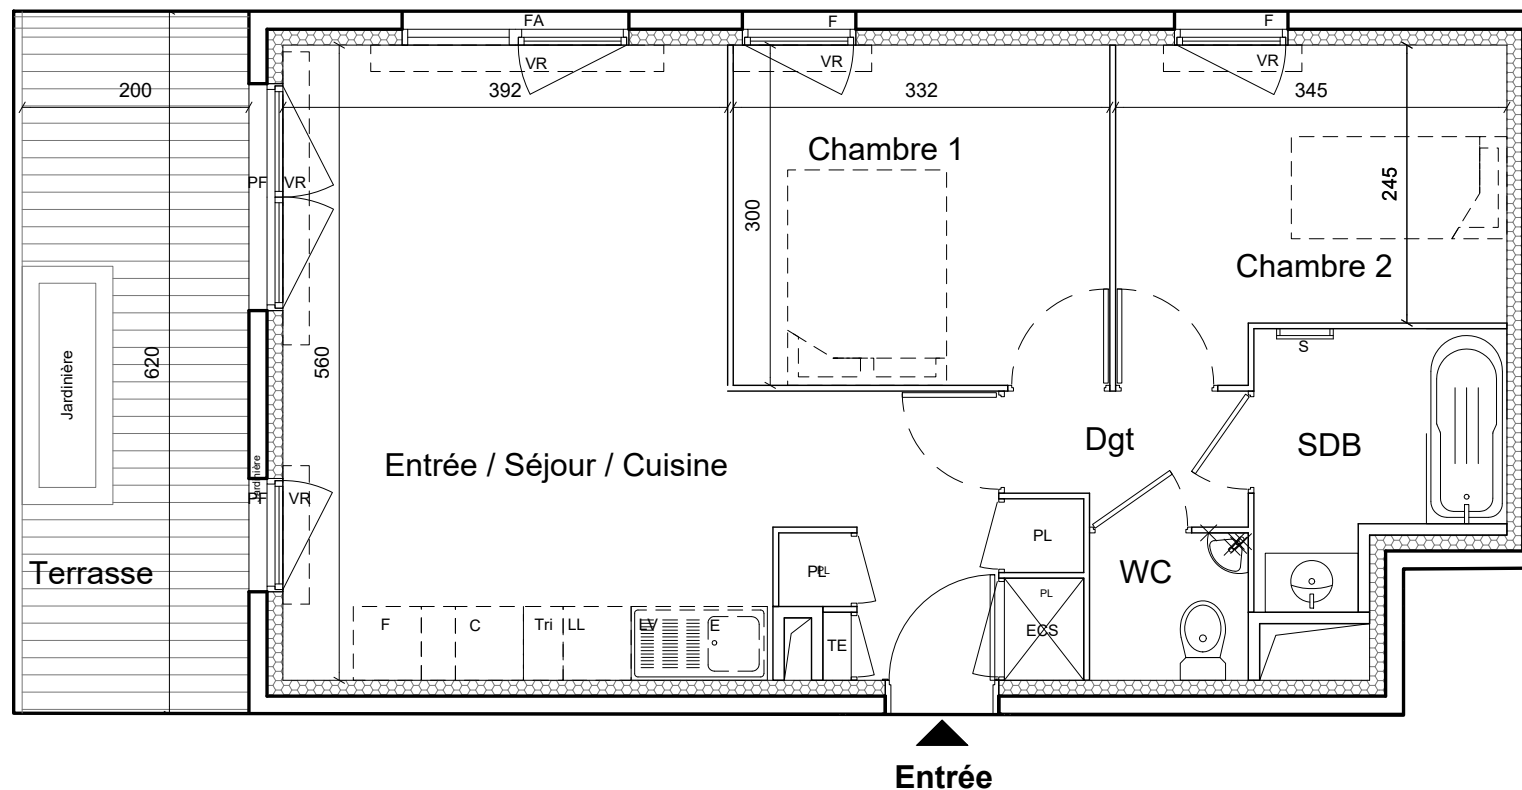 FA
F
F
VR
VR
VR
200
392
332
345
Chambre 1
PF
VR
245
300
Chambre 2
S
620
560
Jardinière
Dgt
SDB
Entrée / Séjour / Cuisine
Jardinière
PF
VR
PL
Terrasse
PL
PL
WC
PL
F
C
Tri
LL
LV
E
TE
ECS
Entrée